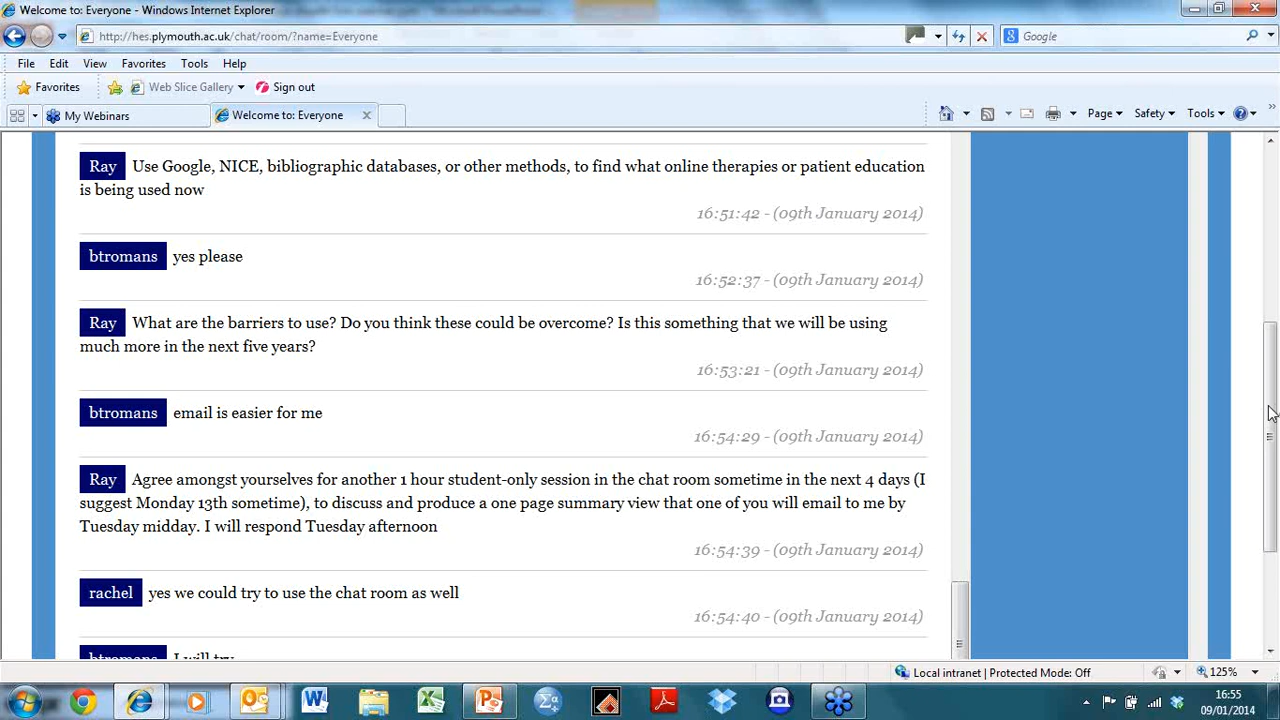 Welcome to: Everyone - Windows Internet Explorer
http://hes.plymouth.ac.uk/chat/room/?name=Everyone
Google
File Edit View Favorites Tools Help
Favorites Web Slice Gallery Sign out
My Webinars Welcome to: Everyone Page Safety Tools
Ray Use Google, NICE, bibliographic databases, or other methods, to find what online therapies or patient education
is being used now
16:51:42 - (09th January 2014)
btromans yes please
16:52:37 - (09th January 2014)
Ray What are the barriers to use? Do you think these could be overcome? Is this something that we will be using
much more in the next five years?
16:53:21 - (09th January 2014)
btromans email is easier for me
16:54:29 - (09th January 2014)
Ray Agree amongst yourselves for another 1 hour student-only session in the chat room sometime in the next 4 days (I
suggest Monday 13th sometime), to discuss and produce a one page summary view that one of you will email to me by
Tuesday midday. I will respond Tuesday afternoon
16:54:39 - (09th January 2014)
rachel yes we could try to use the chat room as well
16:54:40 - (09th January 2014)
btromans I will try
Local intranet | Protected Mode: Off
125%
16:55
09/01/2014